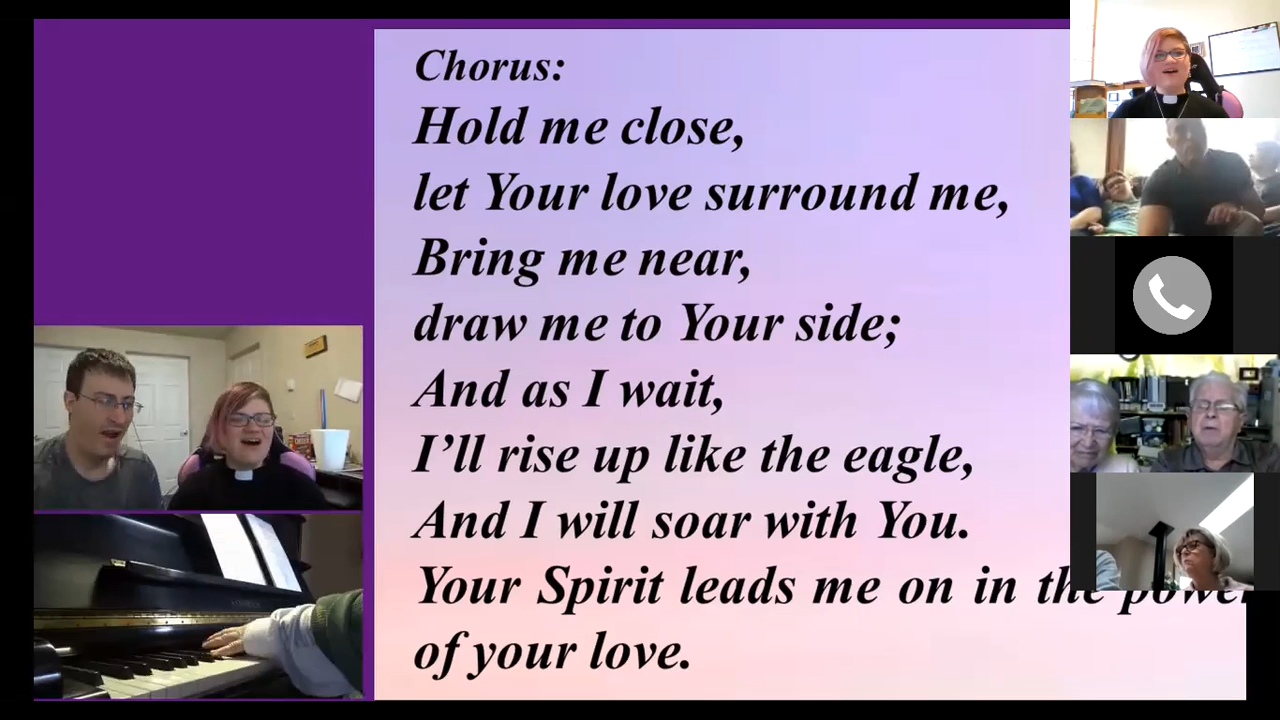 Chorus:
Hold me close,
let Your love surround me,
Bring me near,
draw me to Your side;
And as I wait,
I'll rise up like the eagle,
And I will soar with You.
Your Spirit leads me on in the power
of your love.